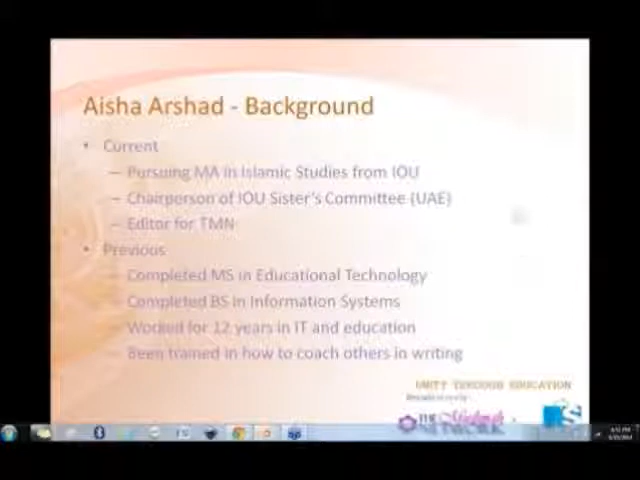 Aisha Arshad - Background
• Current
– Pursuing MA in Islamic Studies from IOU
– Chairperson of IOU Sister's Committee (UAE)
– Editor for TMN
• Previous
– Completed MS in Educational Technology
– Completed BS in Information Systems
– Worked for 12 years in IT and education
– Been trained in how to coach others in writing
UNITY THROUGH EDUCATION
NETWORK